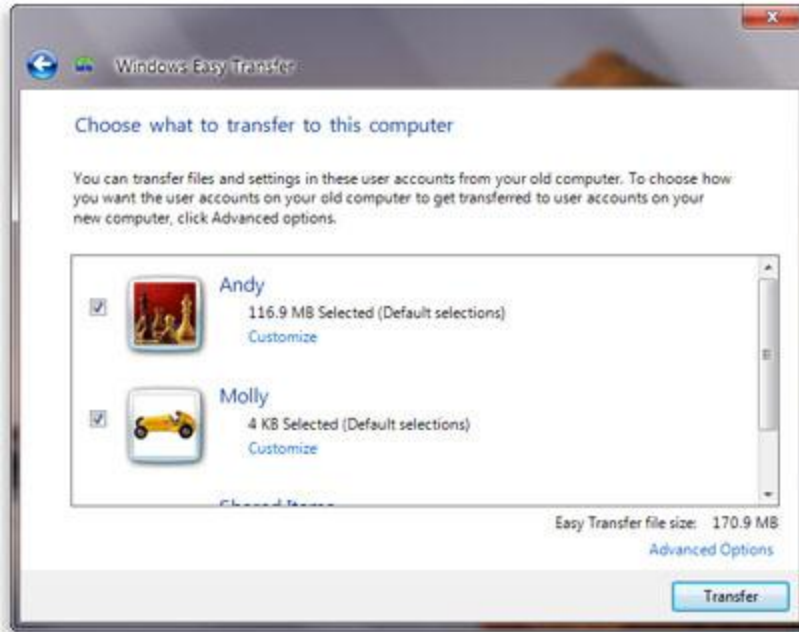 Windows Easy Transfer
Choose what to transfer to this computer
You can transfer files and settings in these user accounts from your old computer. To choose how
you want the user accounts on your old computer to get transferred to user accounts on your
new computer, click Advanced options.
Andy
116.9 MB Selected (Default selections)
Customize
Molly
4 KB Selected (Default selections)
Customize
Shared Items
Easy Transfer file size: 170.9 MB
Advanced Options
Transfer